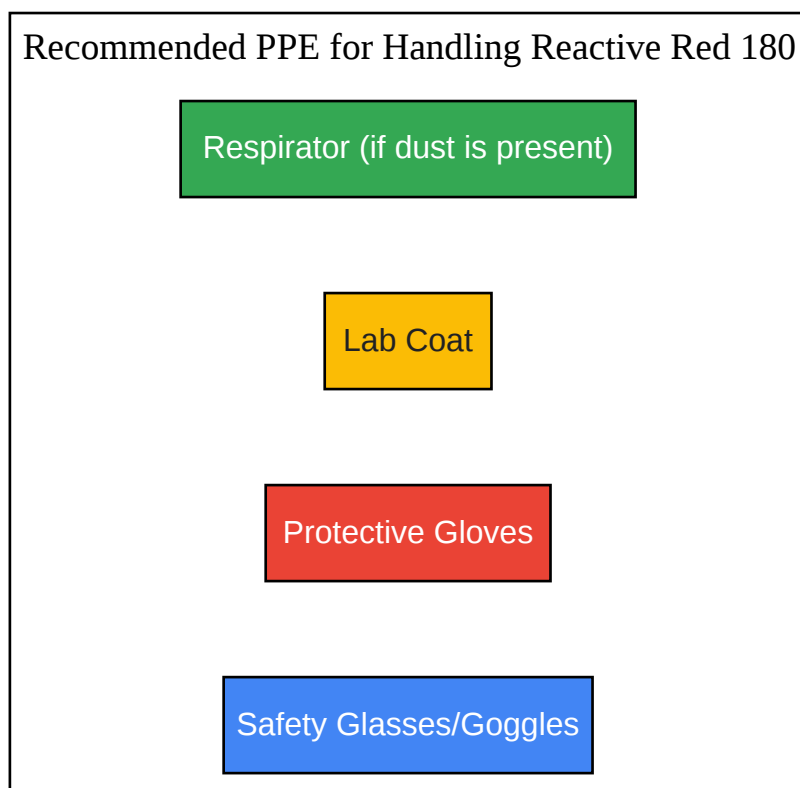 Recommended PPE for Handling Reactive Red 180
Respirator (if dust is present)
Lab Coat
Protective Gloves
Safety Glasses/Goggles